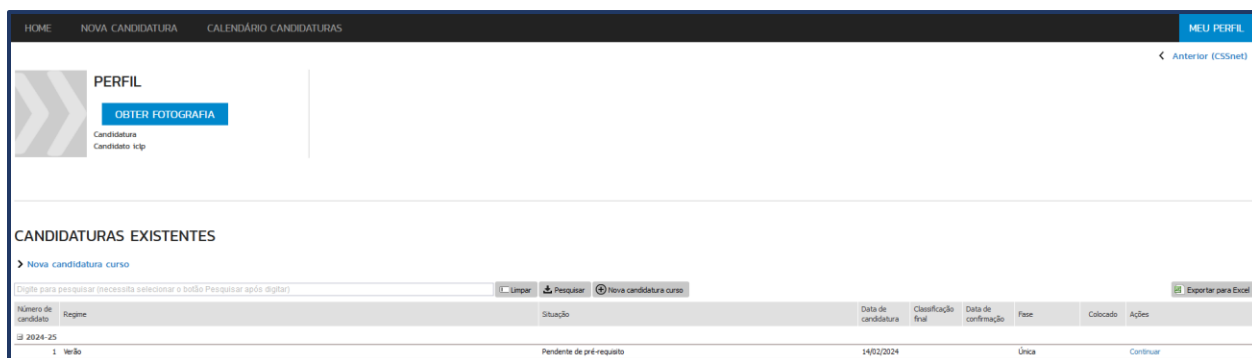 HOME NOVA CANDIDATURA CALENDÁRIO CANDIDATURAS MEU PERFIL
Anterior (CSSnet)
PERFIL
OBTER FOTOGRAFIA
Candidatura
Candidato iclp
CANDIDATURAS EXISTENTES
Nova candidatura curso
Digite para pesquisar (necessita selecionar o botão Pesquisar após digitar) Limpar Pesquisar Nova candidatura curso Exportar para Excel
Número de candidato Regime Situação Data de candidatura Classificação final Data de confirmação Fase Colocado Ações
2024-25
1 Verão Pendente de pré-requisito 14/02/2024 Única Continuar